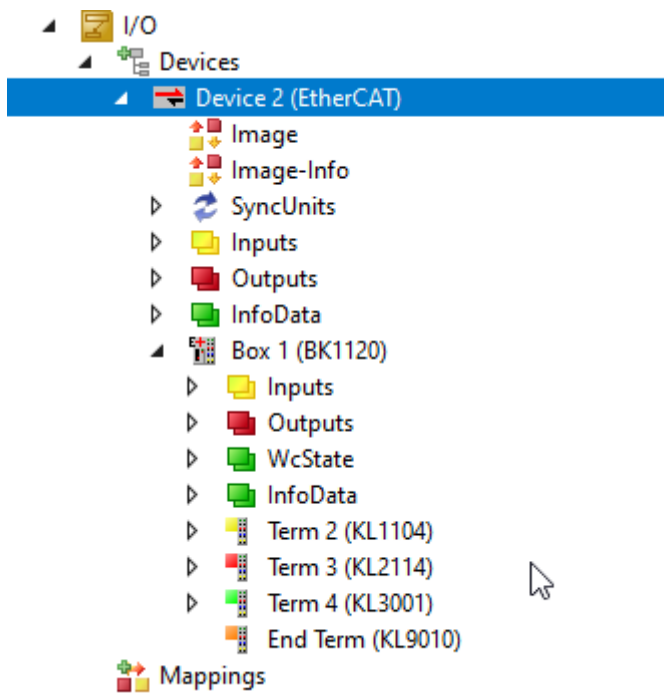 I/O
Devices
Device 2 (EtherCAT)
Image
Image-Info
SyncUnits
Inputs
Outputs
InfoData
Box 1 (BK1120)
Inputs
Outputs
WcState
InfoData
Term 2 (KL1104)
Term 3 (KL2114)
Term 4 (KL3001)
End Term (KL9010)
Mappings